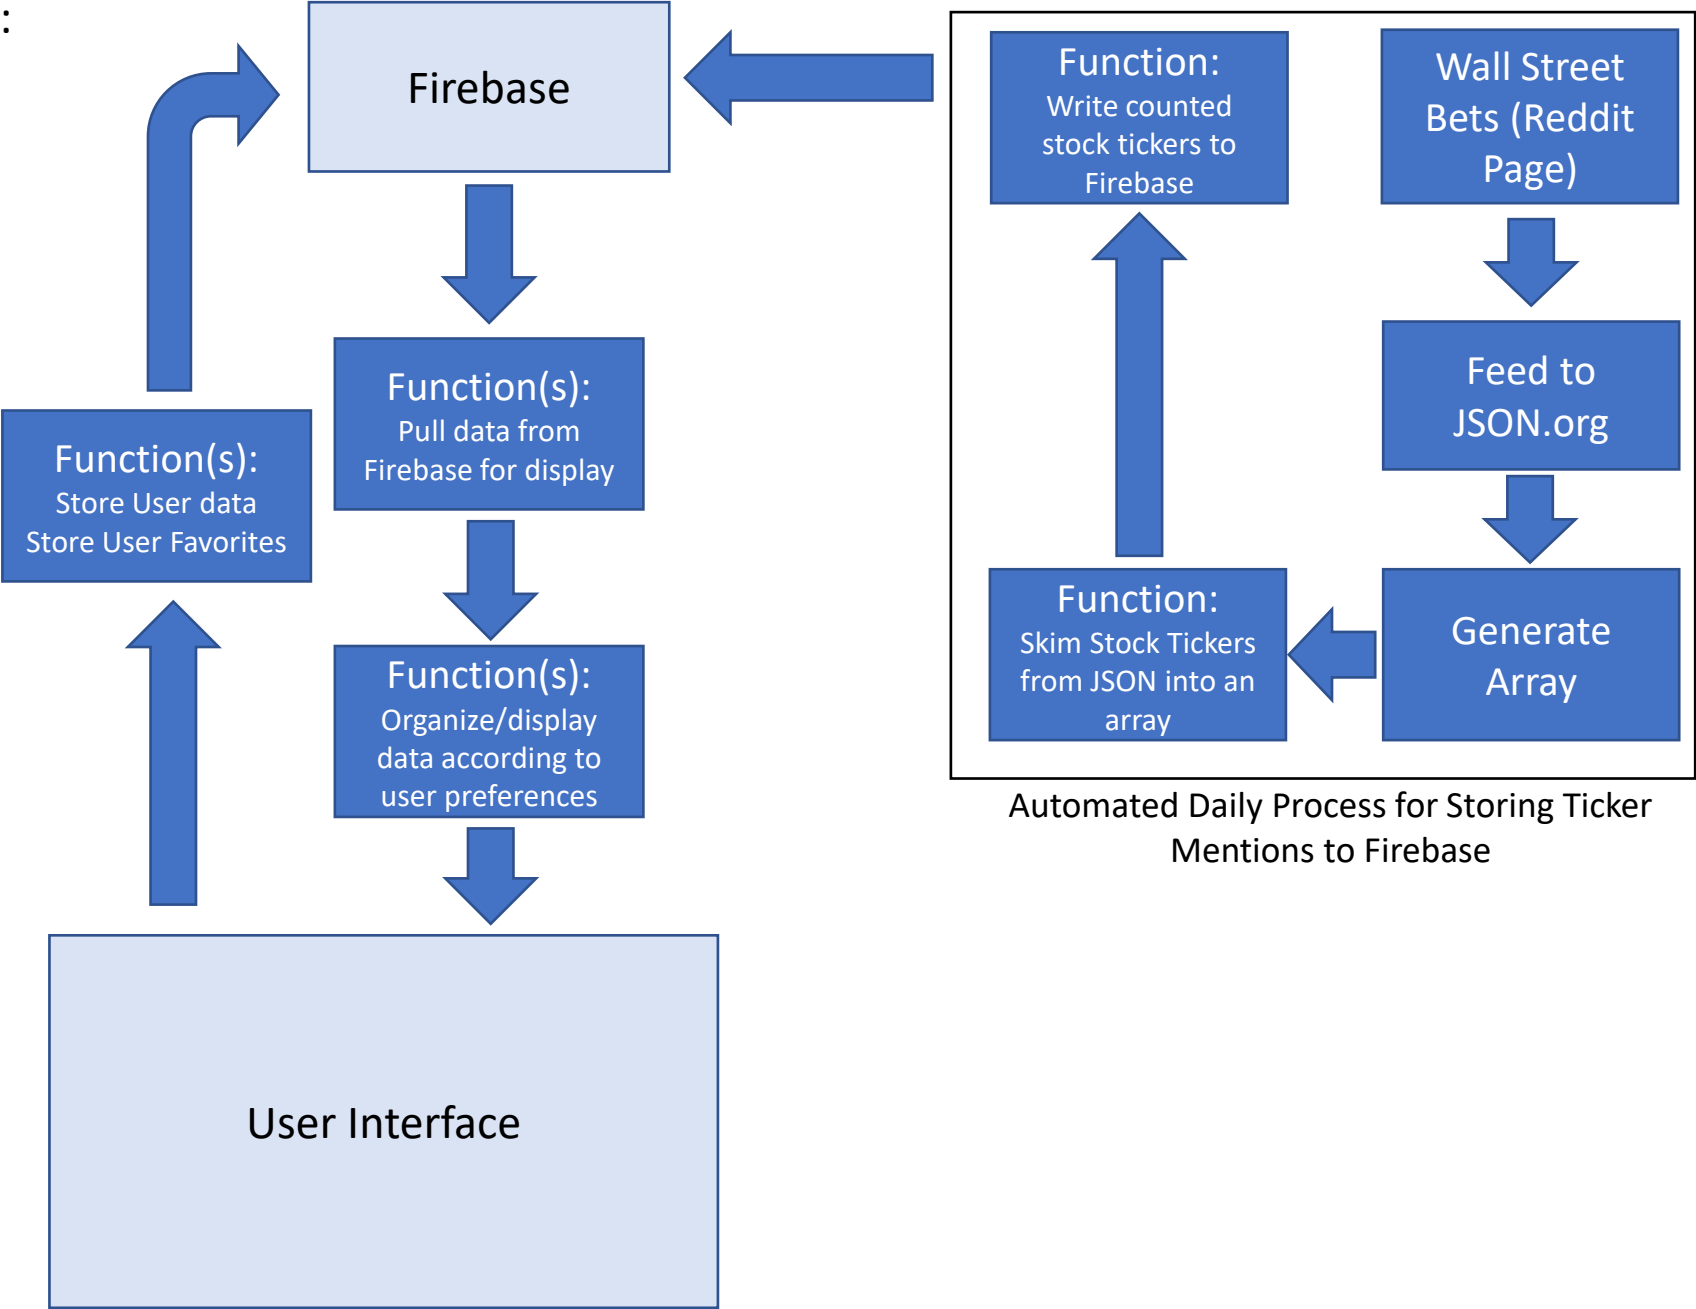 :
Firebase
Function:
Write counted
stock tickers to
Firebase
Wall Street
Bets (Reddit
Page)
Function(s):
Pull data from
Firebase for display
Feed to
JSON.org
Function(s):
Store User data
Store User Favorites
Function:
Skim Stock Tickers
from JSON into an
array
Generate
Array
Function(s):
Organize/display
data according to
user preferences
Automated Daily Process for Storing Ticker
Mentions to Firebase
User Interface